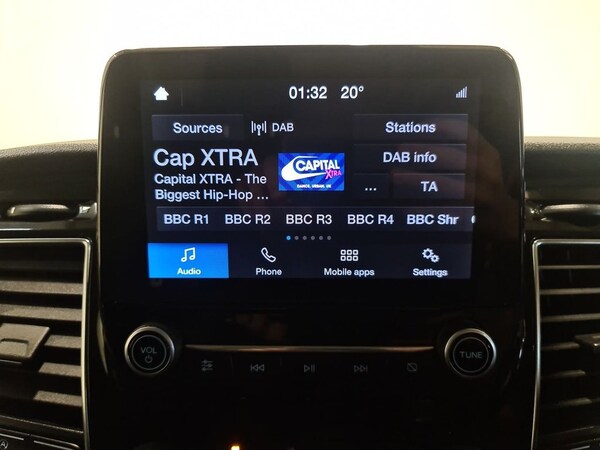 01:32 20°
Sources DAB Stations
Cap XTRA
Capital XTRA - The
Biggest Hip-Hop ...
CAPITAL
XTRA
DANCE, URBAN, UK
DAB info
... TA
BBC R1 BBC R2 BBC R3 BBC R4 BBC Shr
Audio Phone Mobile apps Settings
VOL TUNE